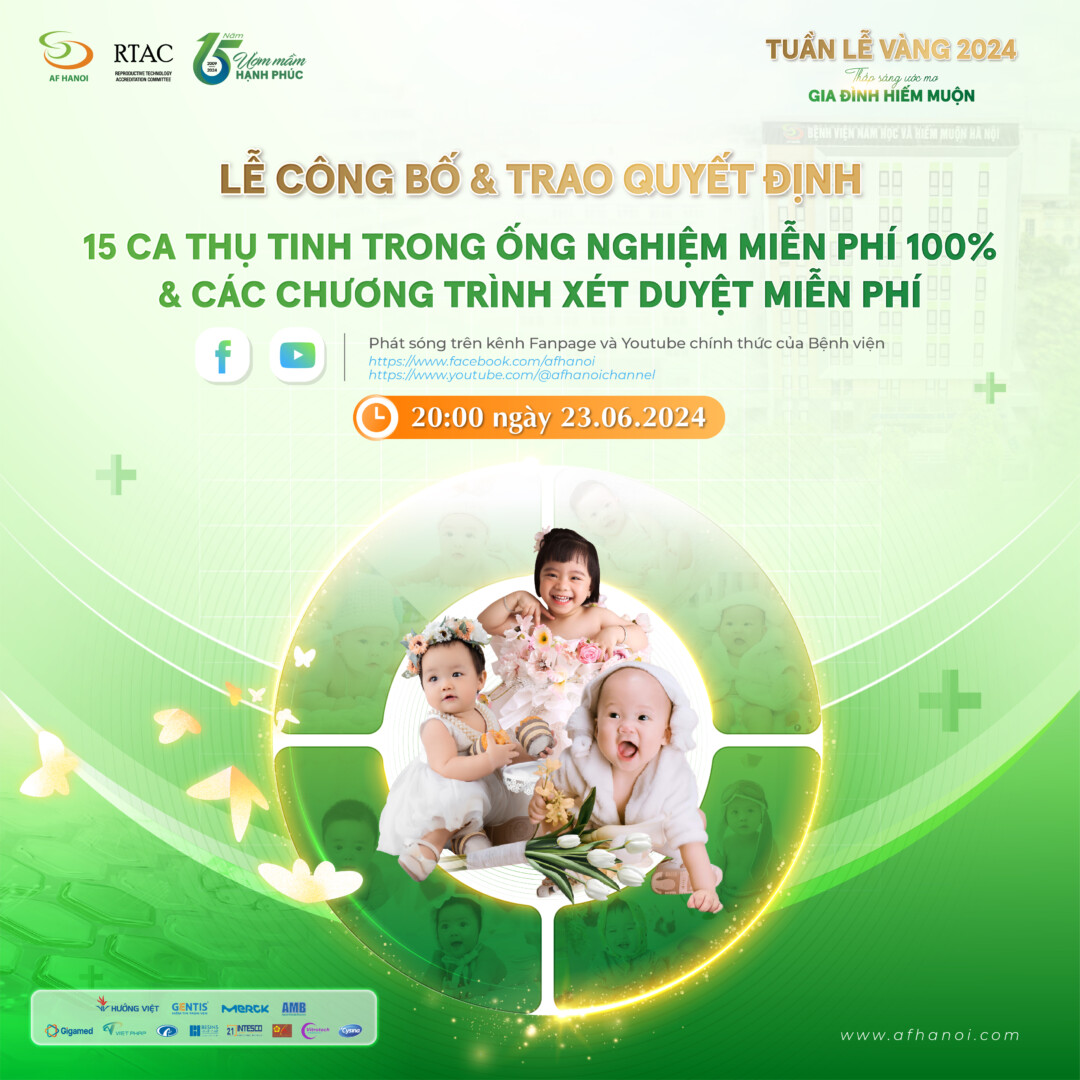 AF HANOI
RTAC
REPRODUCTIVE TECHNOLOGY
ACCREDITATION COMMITTEE
15 Năm
2009
2024
Ươm mầm
HẠNH PHÚC
TUẦN LỄ VÀNG 2024
Thắp sáng ước mơ
GIA ĐÌNH HIẾM MUỘN
BỆNH VIỆN NAM HỌC VÀ HIẾM MUỘN HÀ NỘI
LỄ CÔNG BỐ & TRAO QUYẾT ĐỊNH
15 CA THỤ TINH TRONG ỐNG NGHIỆM MIỄN PHÍ 100%
& CÁC CHƯƠNG TRÌNH XÉT DUYỆT MIỄN PHÍ
Phát sóng trên kênh Fanpage và Youtube chính thức của Bệnh viện
https://www.facebook.com/afhanoi
https://www.youtube.com/@afhanoichannel
20:00 ngày 23.06.2024
HƯỚNG VIỆT GENTIS MERCK AMB
Gigamed VIET PHAP 21 INTESCO Vitrotech
www.afhanoi.com